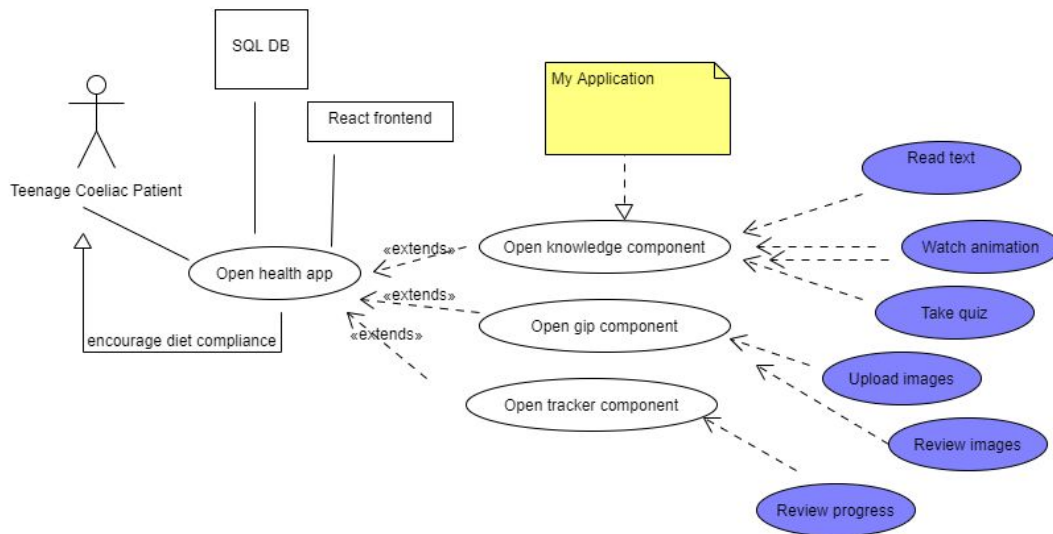 SQL DB
My Application
React frontend
Read text
Teenage Coeliac Patient
Open knowledge component
Watch animation
«extends»
Open health app
«extends»
Take quiz
Open gip component
«extends»
encourage diet compliance
Upload images
Open tracker component
Review images
Review progress